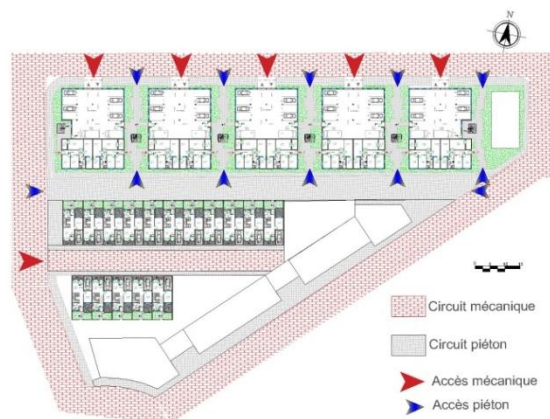 N
Circuit mécanique
Circuit piéton
Accès mécanique
Accès piéton